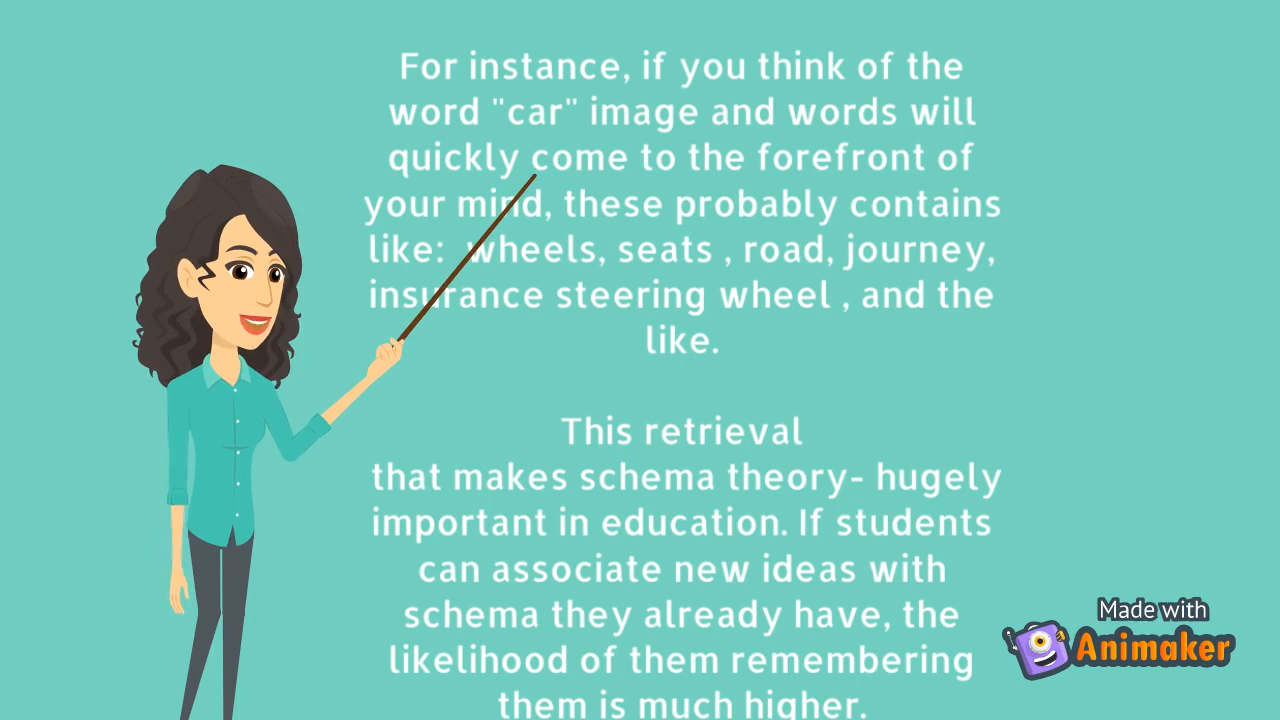 For instance, if you think of the
word "car" image and words will
quickly come to the forefront of
your mind, these probably contains
like:  wheels, seats , road, journey,
insurance steering wheel , and the
like.
This retrieval
that makes schema theory- hugely
important in education. If students
can associate new ideas with
schema they already have, the
likelihood of them remembering
them is much higher.
Made with
Animaker